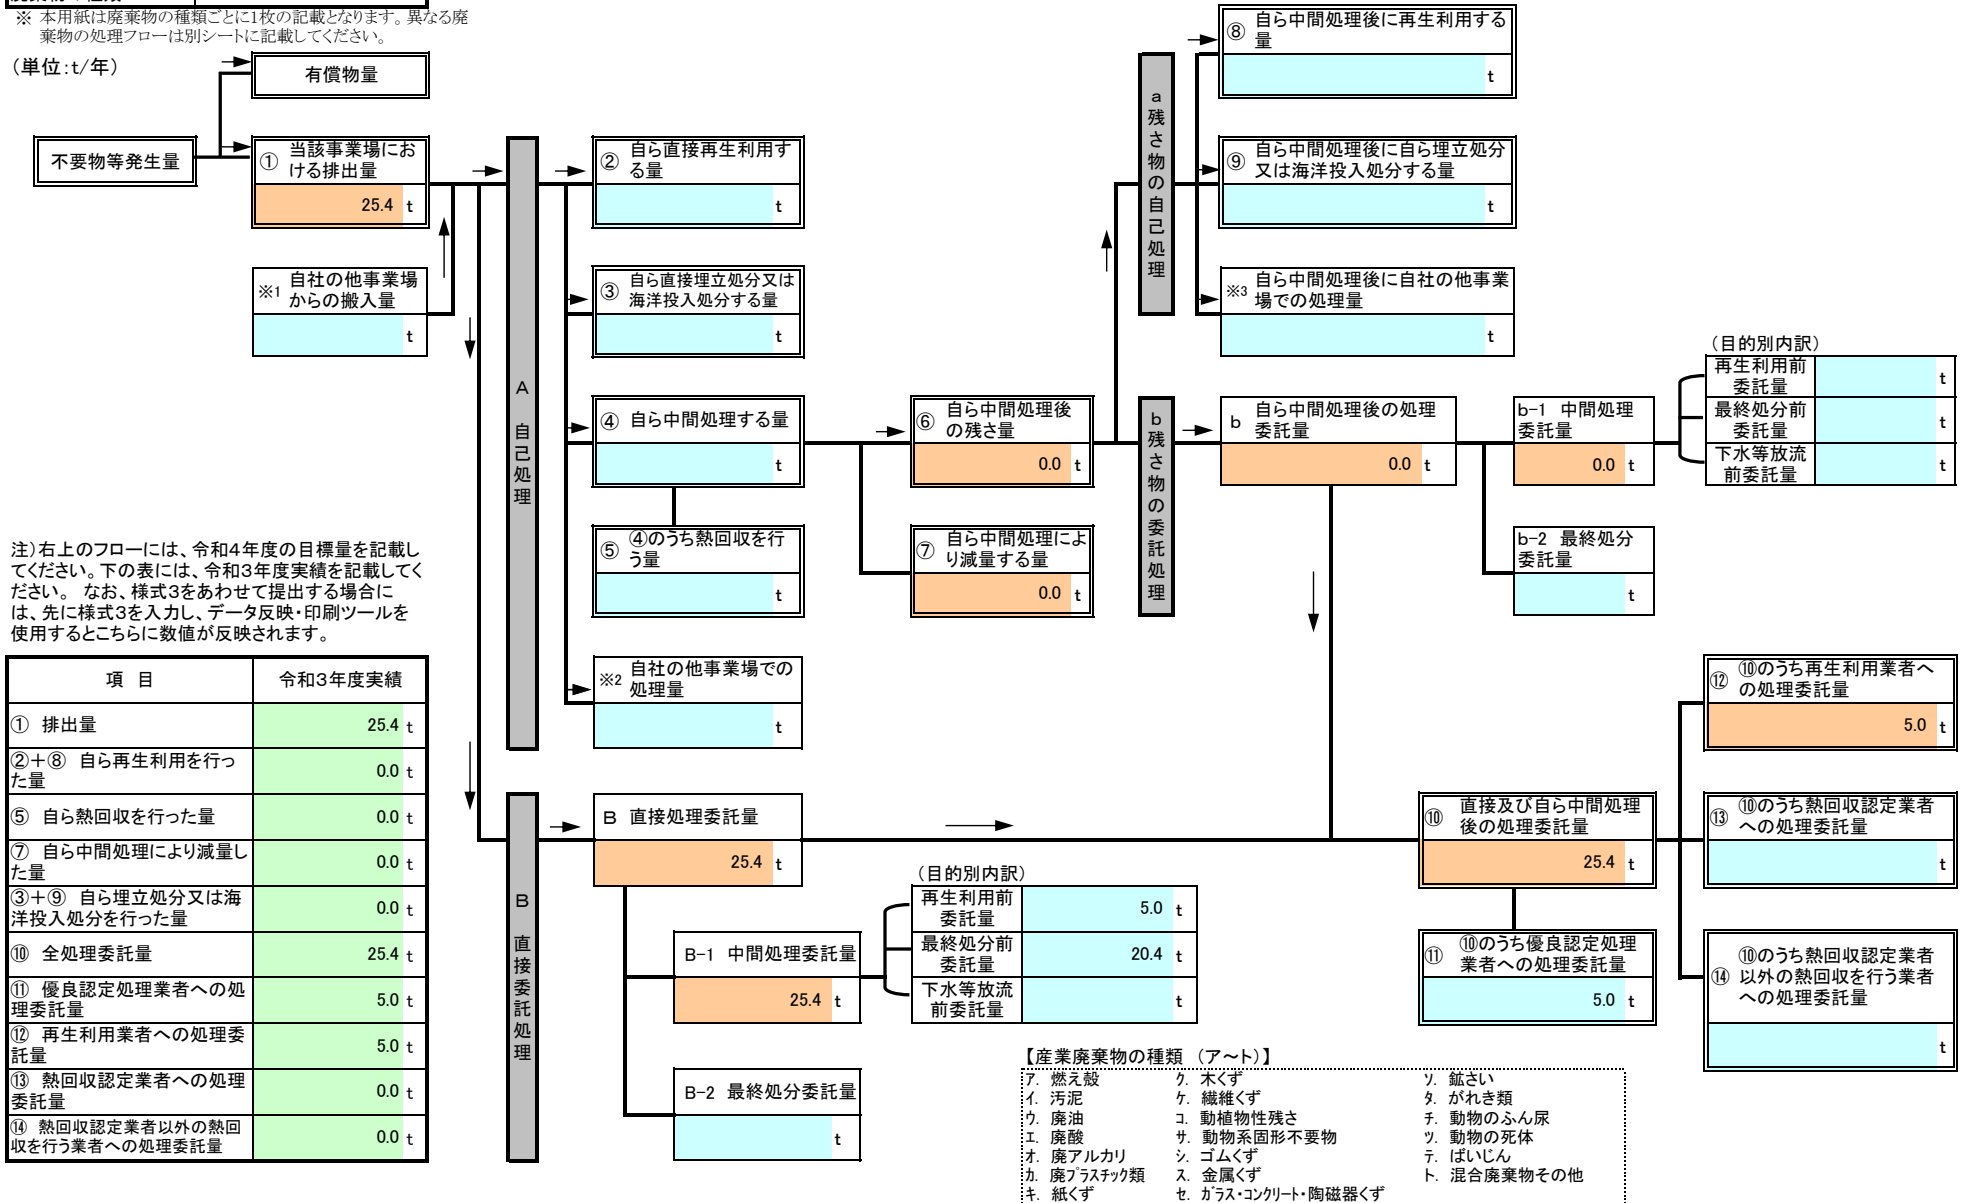 ※ 本用紙は廃棄物の種類ごとに1枚の記載となります。異なる廃
棄物の処理フローは別シートに記載してください。
（単位:t/年）
有償物量
不要物等発生量
① 当該事業場にお
ける排出量
25.4 t
※1 自社の他事業場
からの搬入量
t
A 自己処理
② 自ら直接再生利用す
る量
t
③ 自ら直接埋立処分又は
海洋投入処分する量
t
④ 自ら中間処理する量
t
⑤ ④のうち熱回収を行
う量
t
※2 自社の他事業場での
処理量
t
⑥ 自ら中間処理後
の残さ量
0.0 t
⑦ 自ら中間処理によ
り減量する量
0.0 t
a 残さ物の自己処理
⑧ 自ら中間処理後に再生利用する
量
t
⑨ 自ら中間処理後に自ら埋立処分
又は海洋投入処分する量
t
※3 自ら中間処理後に自社の他事業
場での処理量
t
b 残さ物の委託処理
b 自ら中間処理後の処理
委託量
0.0 t
b-1 中間処理
委託量
0.0 t
b-2 最終処分
委託量
t
（目的別内訳）
再生利用前
委託量
t
最終処分前
委託量
t
下水等放流
前委託量
t
注）右上のフローには、令和4年度の目標量を記載し
てください。下の表には、令和3年度実績を記載してく
ださい。 なお、様式3をあわせて提出する場合に
は、先に様式3を入力し、データ反映・印刷ツールを
使用するとこちらに数値が反映されます。
項 目 令和3年度実績
① 排出量 25.4 t
②＋⑧ 自ら再生利用を行っ
た量 0.0 t
⑤ 自ら熱回収を行った量 0.0 t
⑦ 自ら中間処理により減量し
た量 0.0 t
③＋⑨ 自ら埋立処分又は海
洋投入処分を行った量 0.0 t
⑩ 全処理委託量 25.4 t
⑪ 優良認定処理業者への処
理委託量 5.0 t
⑫ 再生利用業者への処理委
託量 5.0 t
⑬ 熱回収認定業者への処理
委託量 0.0 t
⑭ 熱回収認定業者以外の熱回
収を行う業者への処理委託量 0.0 t
B 直接委託処理
B 直接処理委託量
25.4 t
B-1 中間処理委託量
25.4 t
B-2 最終処分委託量
t
（目的別内訳）
再生利用前
委託量
5.0 t
最終処分前
委託量
20.4 t
下水等放流
前委託量
t
⑩ 直接及び自ら中間処理
後の処理委託量
25.4 t
⑪ ⑩のうち優良認定処理
業者への処理委託量
5.0 t
⑫ ⑩のうち再生利用業者へ
の処理委託量
5.0 t
⑬ ⑩のうち熱回収認定業者
への処理委託量
t
⑭ ⑩のうち熱回収認定業者
以外の熱回収を行う業者
への処理委託量
t
【産業廃棄物の種類 （ア～ト）】
ア. 燃え殻 ク. 木くず ソ. 鉱さい
イ. 汚泥 ケ. 繊維くず タ. がれき類
ウ. 廃油 コ. 動植物性残さ チ. 動物のふん尿
エ. 廃酸 サ. 動物系固形不要物 ツ. 動物の死体
オ. 廃アルカリ シ. ゴムくず テ. ばいじん
カ. 廃プラスチック類 ス. 金属くず ト. 混合廃棄物その他
キ. 紙くず セ. ガラス・コンクリート・陶磁器くず